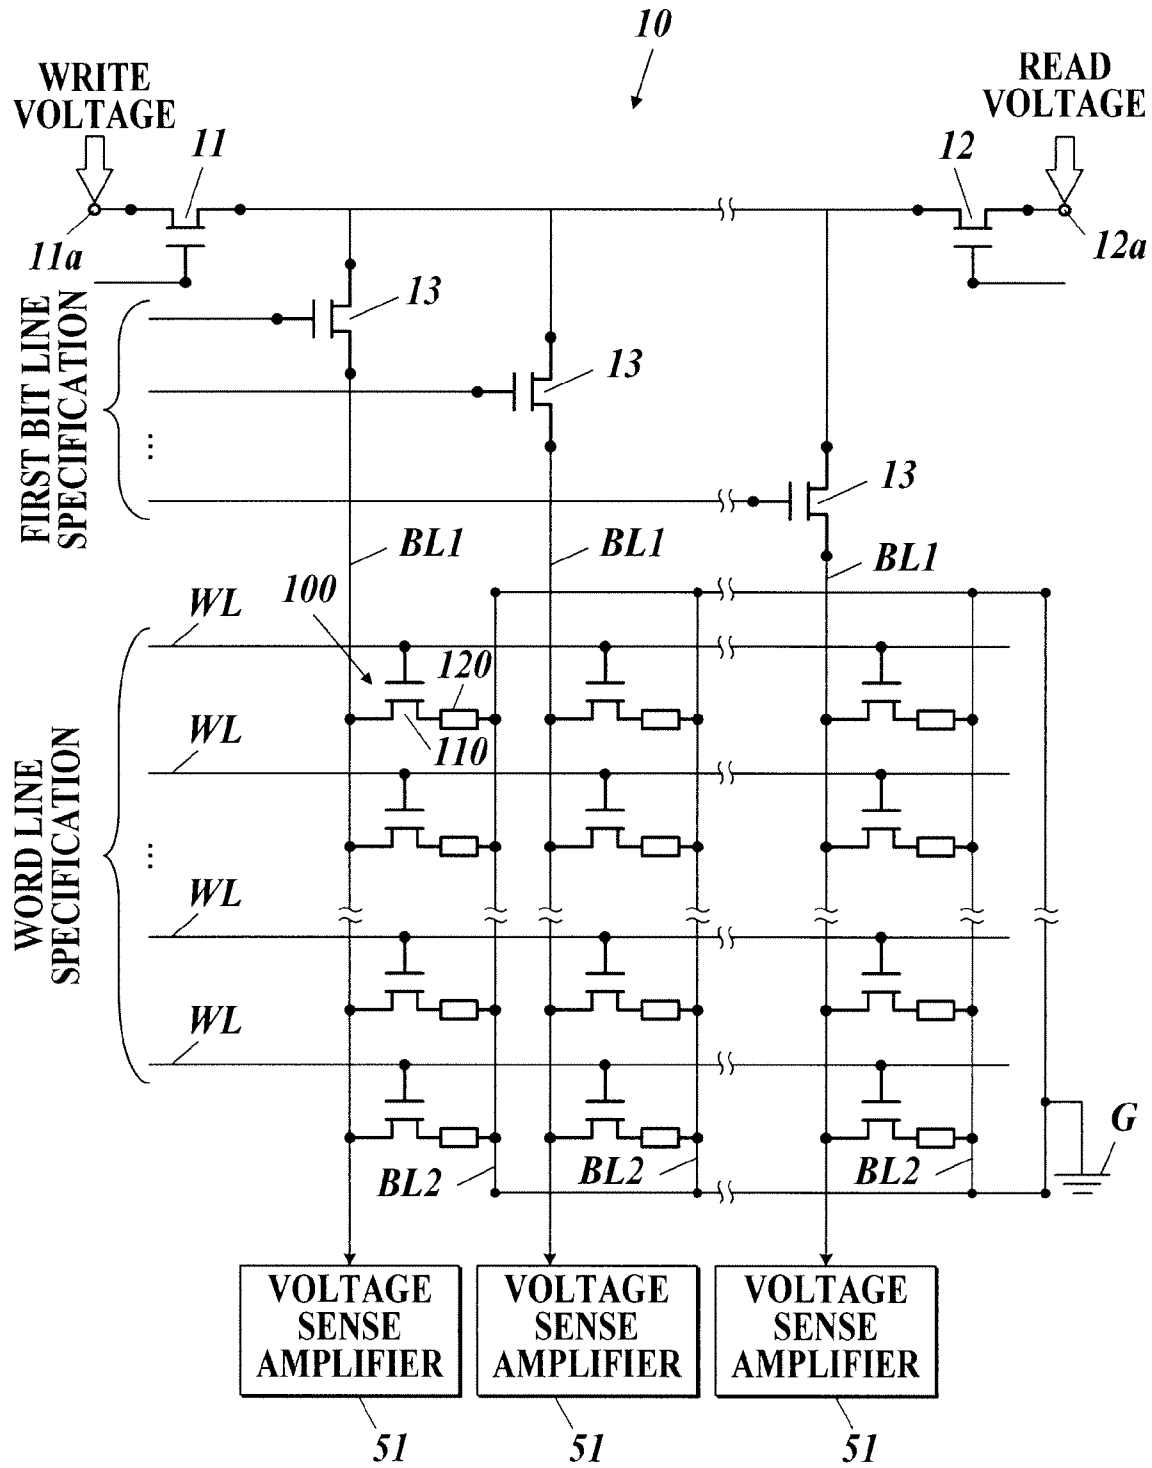 10
WRITE
VOLTAGE
READ
VOLTAGE
11
12
11a
12a
13
13
13
FIRST BIT LINE
SPECIFICATION
...
BL1
BL1
BL1
100
WL
120
110
WL
WORD LINE
SPECIFICATION
...
WL
WL
G
BL2
BL2
BL2
VOLTAGE
SENSE
AMPLIFIER
VOLTAGE
SENSE
AMPLIFIER
VOLTAGE
SENSE
AMPLIFIER
51
51
51